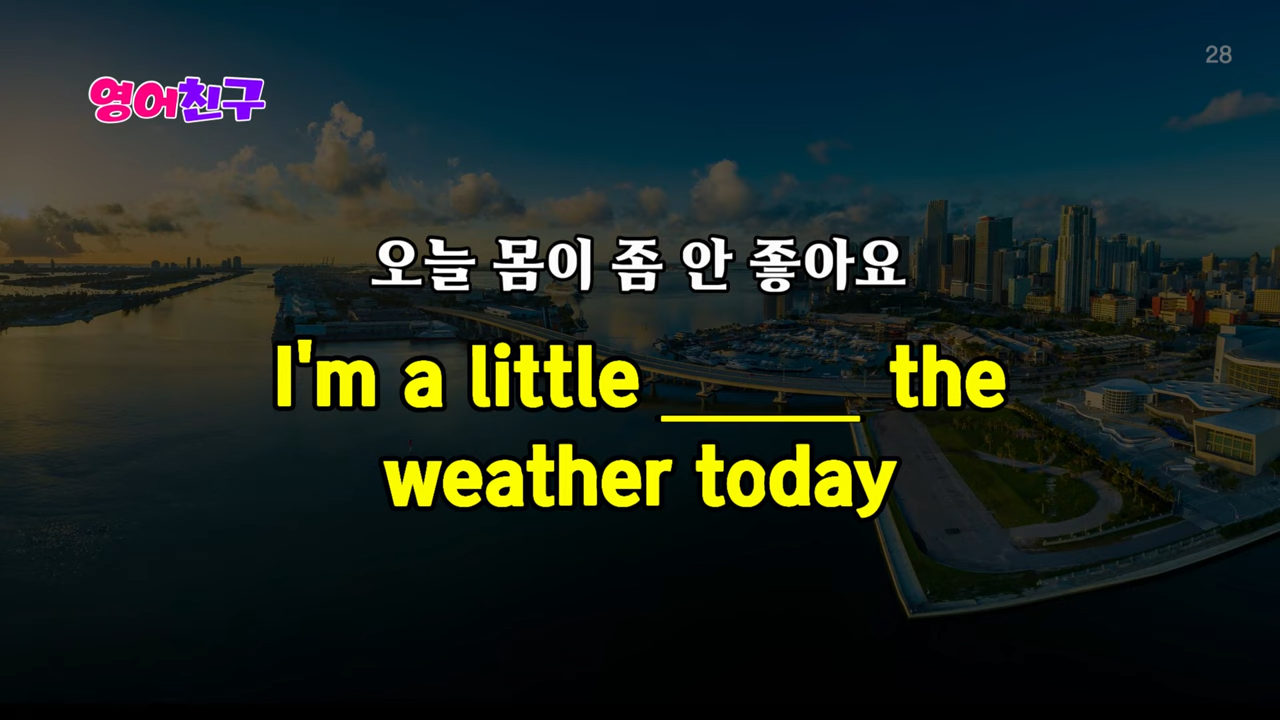 28
영어친구
오늘 몸이 좀 안 좋아요
I'm a little _____ the
weather today